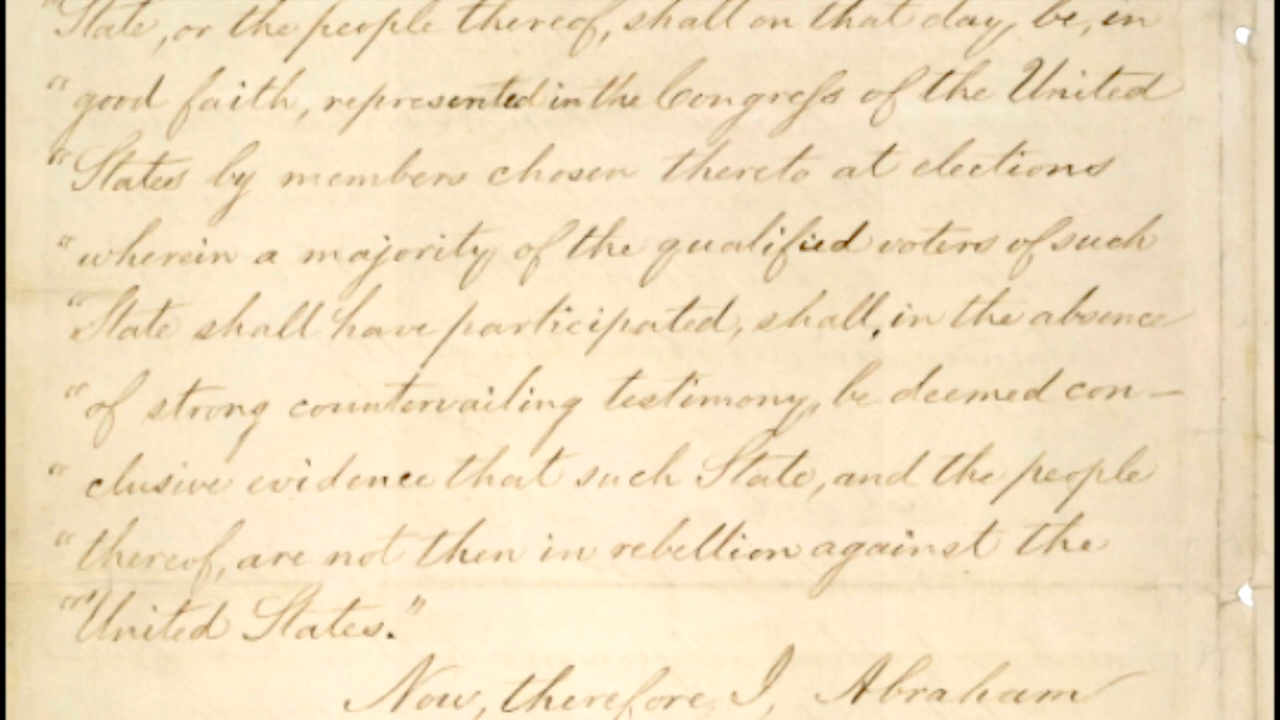 "State, or the people thereof, shall on that day, be, in
"good faith, represented in the Congress of the United
"States by members chosen thereto at elections
"wherein a majority of the qualified voters of such
"State shall have participated, shall, in the absence
"of strong countervailing testimony, be deemed con-
"clusive evidence that such State, and the people
"thereof, are not then in rebellion against the
"United States."
Now, therefore I, Abraham